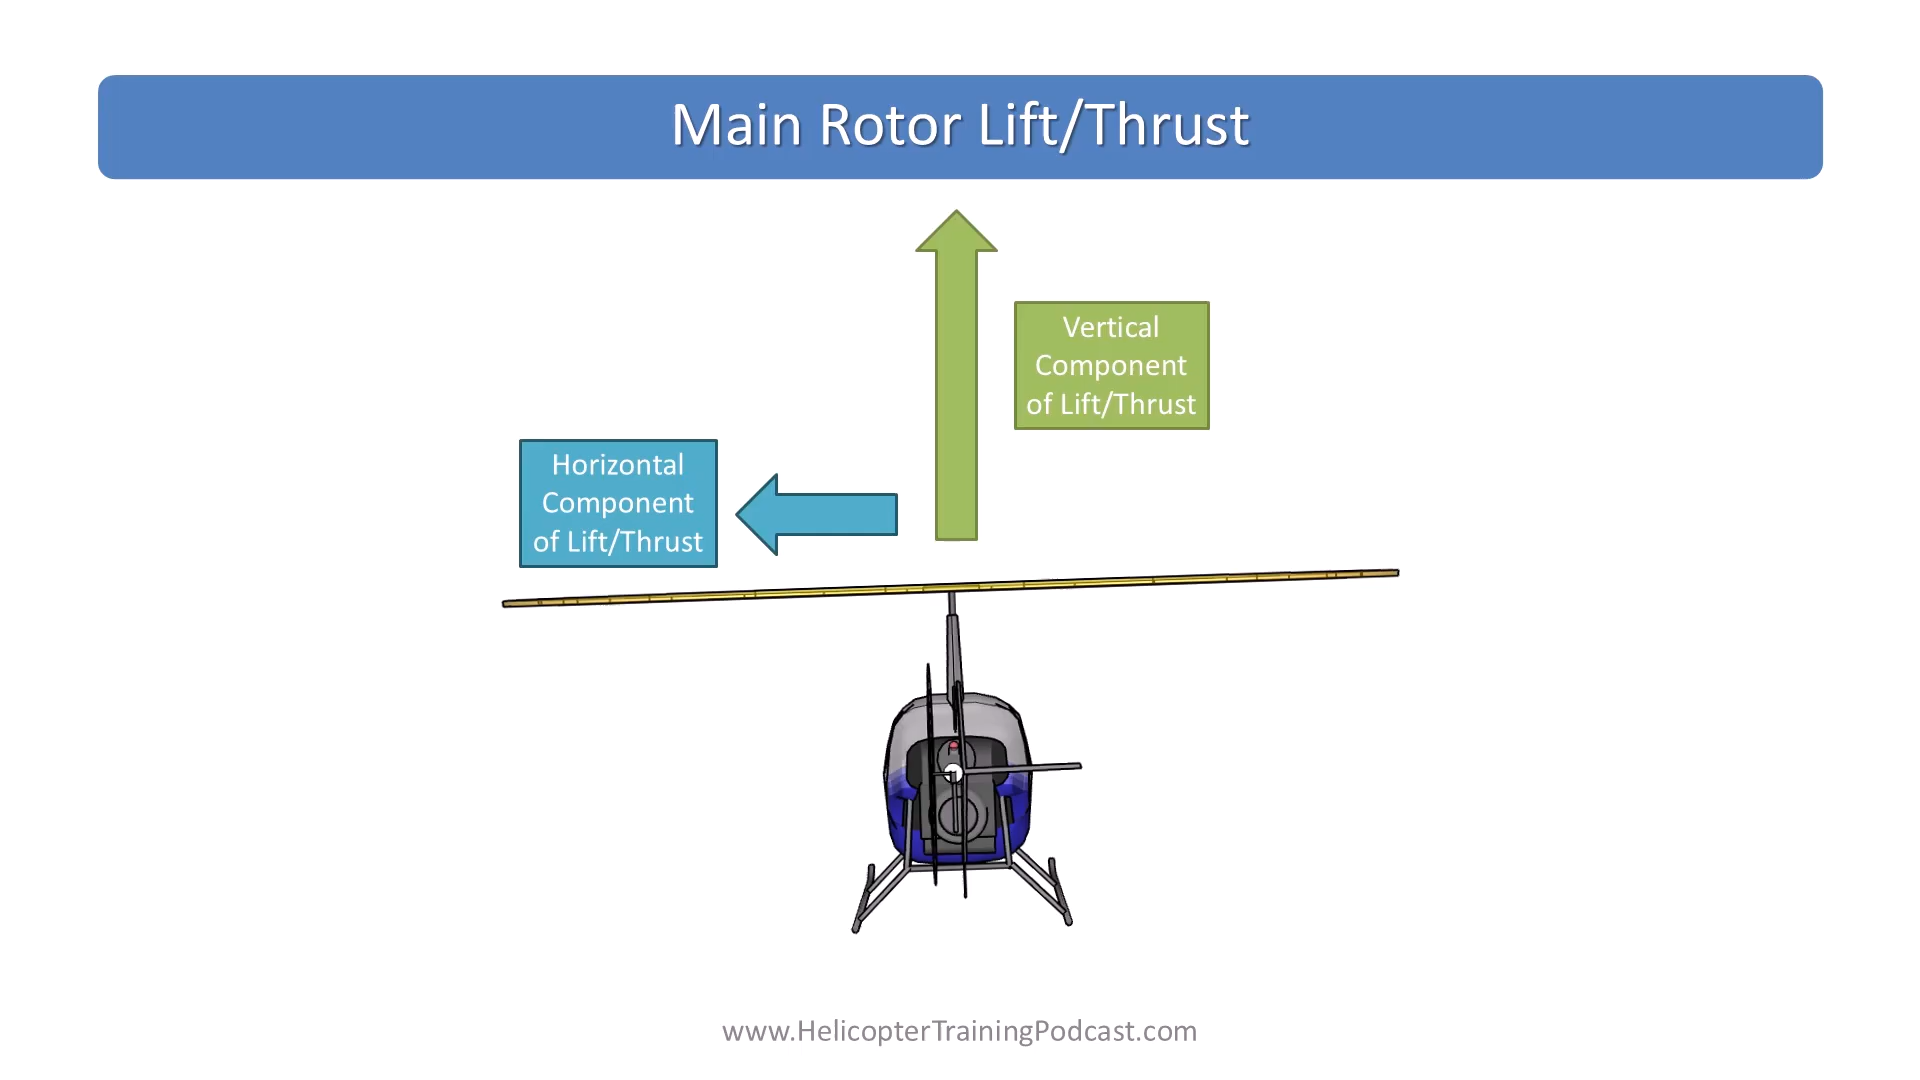 Main Rotor Lift/Thrust
Vertical
Component
of Lift/Thrust
Horizontal
Component
of Lift/Thrust
www.HelicopterTrainingPodcast.com